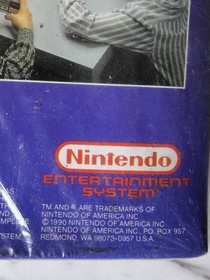 Nintendo
ENTERTAINMENT
SYSTEM
TM AND ®, ARE TRADEMARKS OF
NINTENDO OF AMERICA INC.
©1990 NINTENDO OF AMERICA INC.
NINTENDO OF AMERICA INC. P.O. BOX 957
REDMOND, WA 98073-0957 U.S.A.